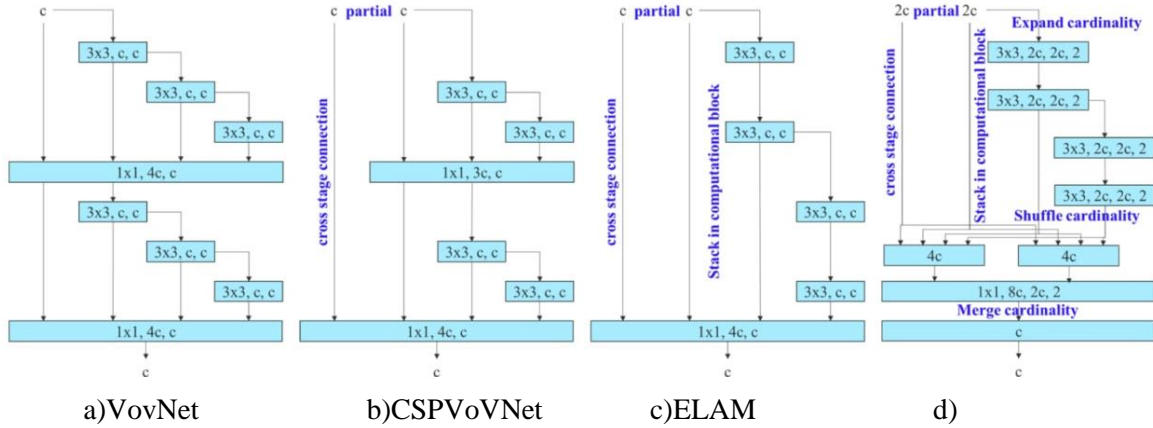 c
3x3, c, c
3x3, c, c
3x3, c, c
1x1, 4c, c
3x3, c, c
3x3, c, c
3x3, c, c
1x1, 4c, c
c
a)VovNet
c partial c
cross stage connection
3x3, c, c
3x3, c, c
1x1, 3c, c
3x3, c, c
3x3, c, c
1x1, 4c, c
c
b)CSPVoVNet
c partial c
cross stage connection
Stack in computational block
3x3, c, c
3x3, c, c
3x3, c, c
3x3, c, c
1x1, 4c, c
c
c)ELAM
2c partial 2c
Expand cardinality
cross stage connection
Stack in computational block
3x3, 2c, 2c, 2
3x3, 2c, 2c, 2
3x3, 2c, 2c, 2
3x3, 2c, 2c, 2
Shuffle cardinality
4c 4c
1x1, 8c, 2c, 2
Merge cardinality
c
c
d)